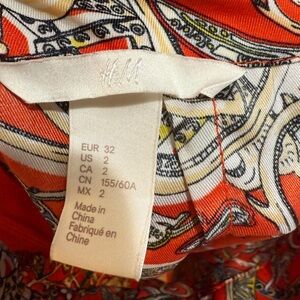 H&M
EUR 32
US 2
CA 2
CN 155/60A
MX 2
Made in
China
Fabriqué en
Chine